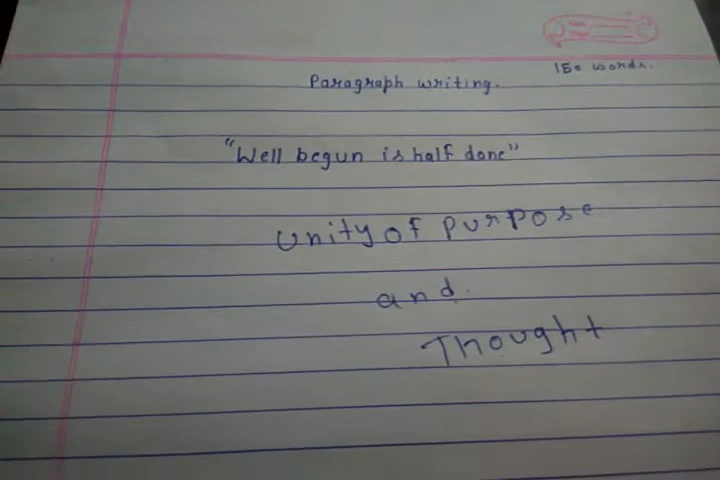 150 words.
Paragraph writing.
"Well begun is half done"
Unity of Purpose
and.
Thought